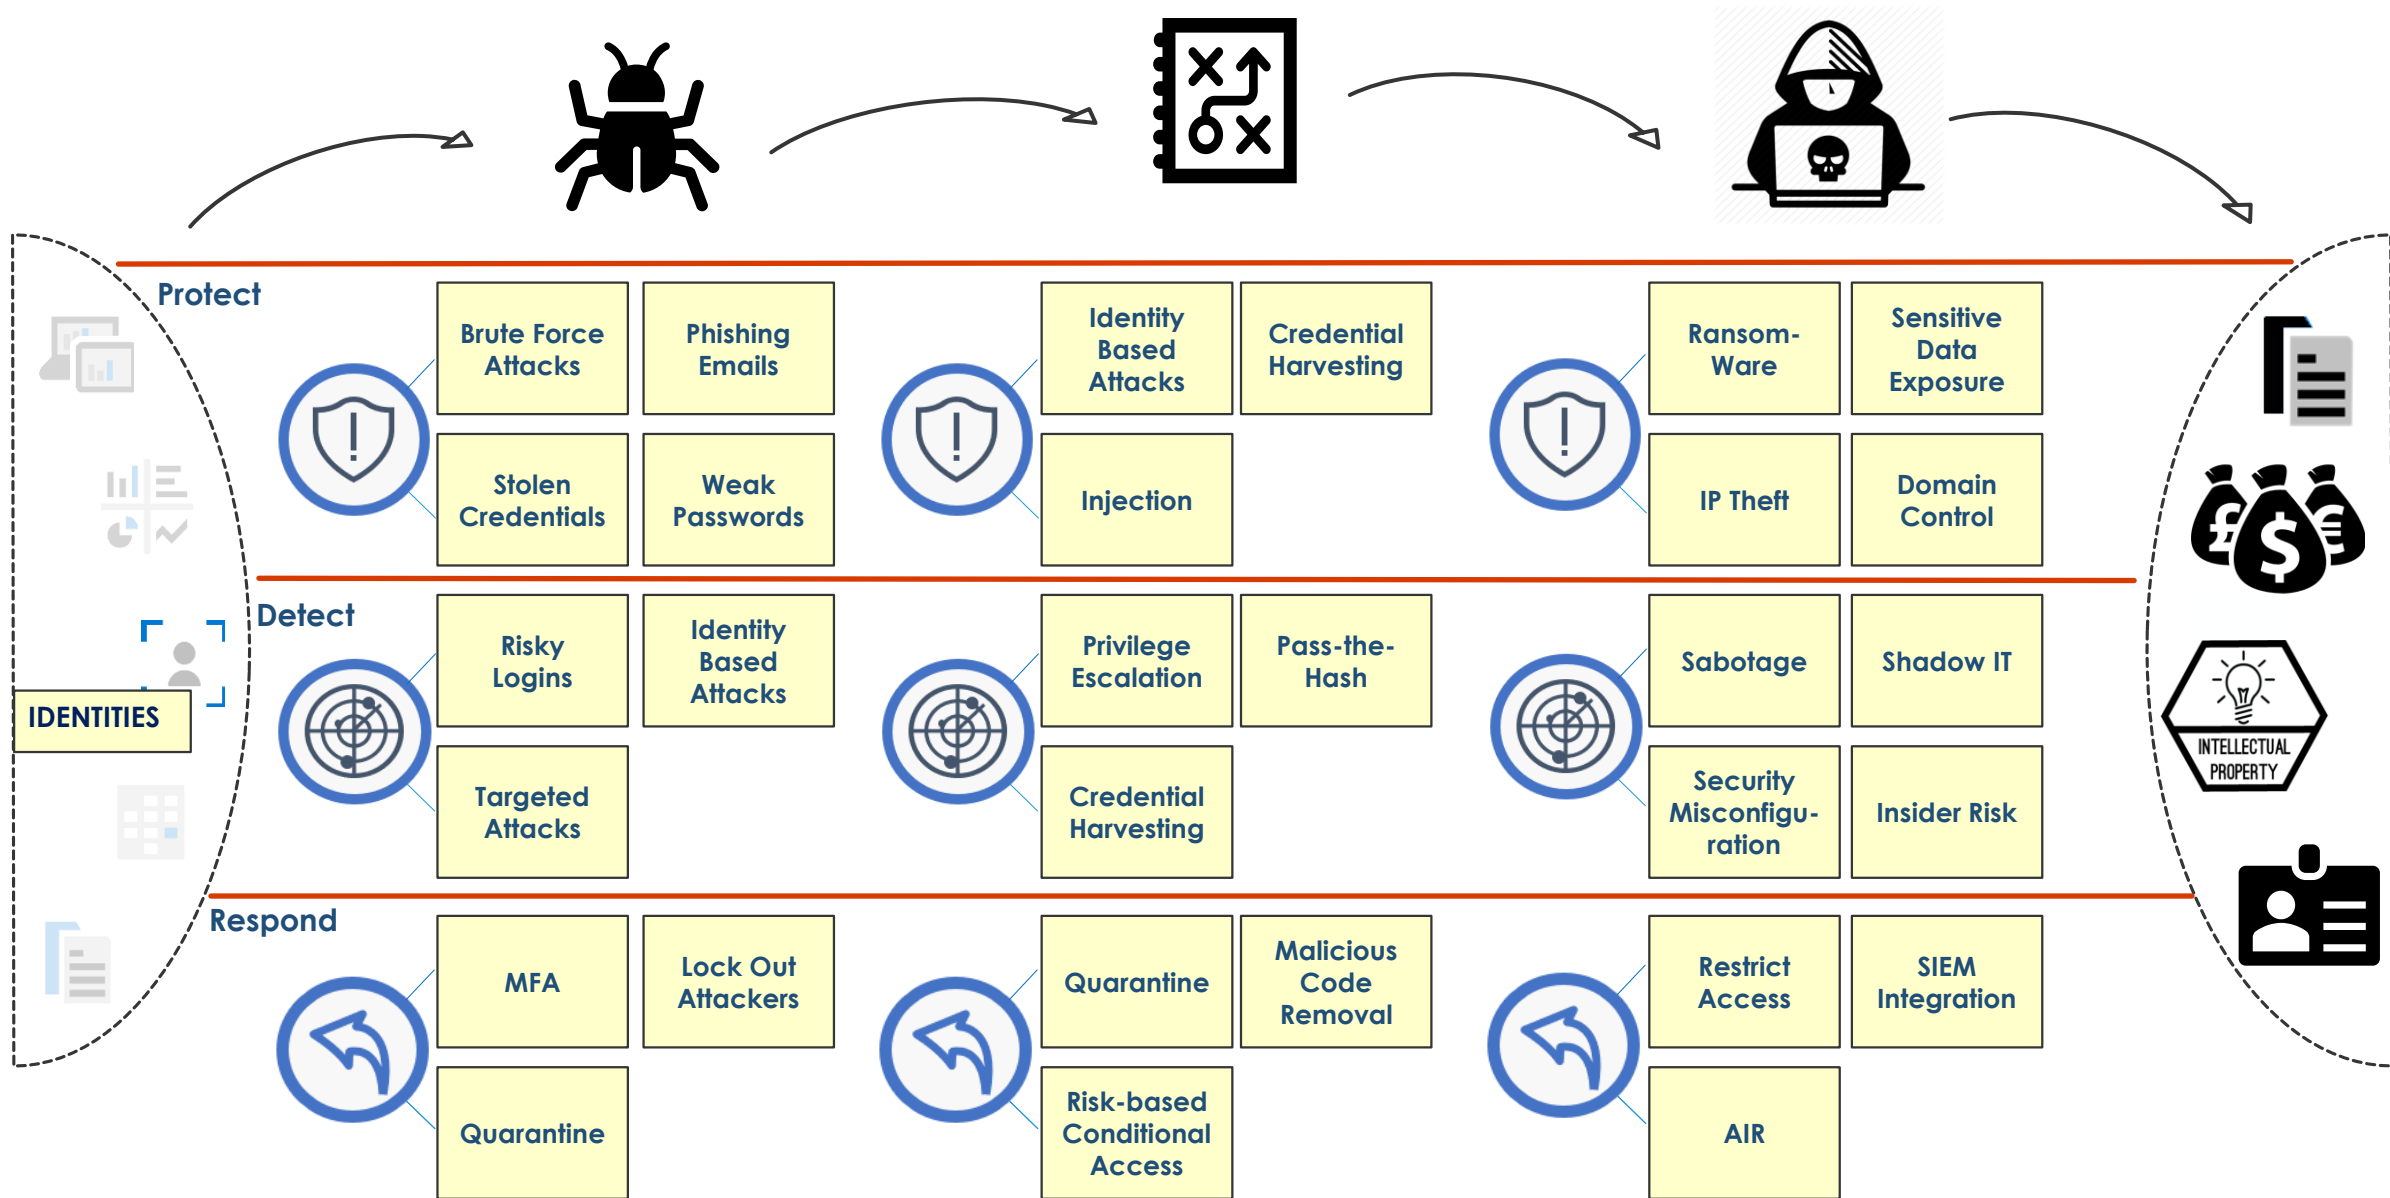 Protect
Brute Force
Attacks
Phishing
Emails
Identity
Based
Attacks
Credential
Harvesting
Ransom-
Ware
Sensitive
Data
Exposure
Stolen
Credentials
Weak
Passwords
Injection
IP Theft
Domain
Control
£
$
€
Detect
Risky
Logins
Identity
Based
Attacks
Privilege
Escalation
Pass-the-
Hash
Sabotage
Shadow IT
IDENTITIES
INTELLECTUAL
PROPERTY
Targeted
Attacks
Credential
Harvesting
Security
Misconfigu-
ration
Insider Risk
Respond
MFA
Lock Out
Attackers
Quarantine
Malicious
Code
Removal
Restrict
Access
SIEM
Integration
Quarantine
Risk-based
Conditional
Access
AIR